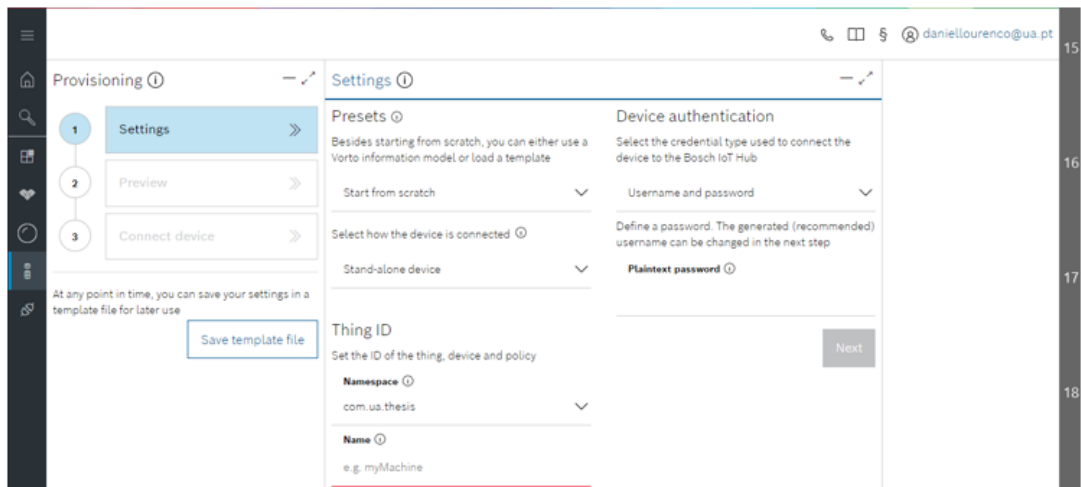 daniellourenco@ua.pt
15
Provisioning
1 Settings
2 Preview
3 Connect device
At any point in time, you can save your settings in a
template file for later use
Save template file
Settings
Presets
Besides starting from scratch, you can either use a
Vorto information model or load a template
Start from scratch
Select how the device is connected
Stand-alone device
Thing ID
Set the ID of the thing, device and policy
Namespace
com.ua.thesis
Name
e.g. myMachine
Device authentication
Select the credential type used to connect the
device to the Bosch IoT Hub
Username and password
Define a password. The generated (recommended)
username can be changed in the next step
Plaintext password
Next
16
17
18